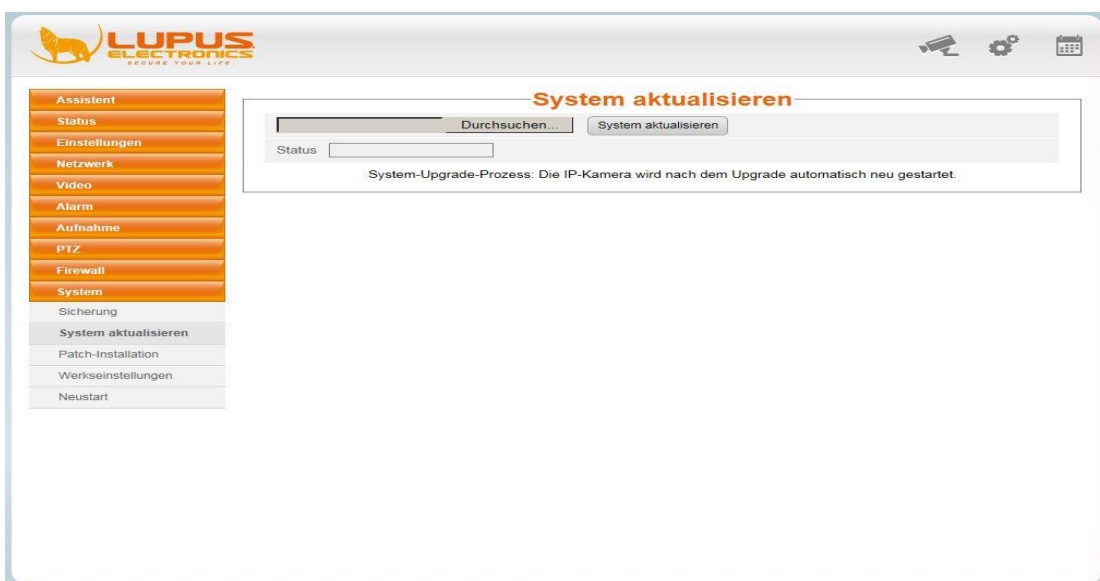 LUPUS
ELECTRONICS
SECURE YOUR LIFE.
Assistent
Status
Einstellungen
Netzwerk
Video
Alarm
Aufnahme
PTZ
Firewall
System
Sicherung
System aktualisieren
Patch-Installation
Werkseinstellungen
Neustart
System aktualisieren
Durchsuchen... System aktualisieren
Status
System-Upgrade-Prozess: Die IP-Kamera wird nach dem Upgrade automatisch neu gestartet.